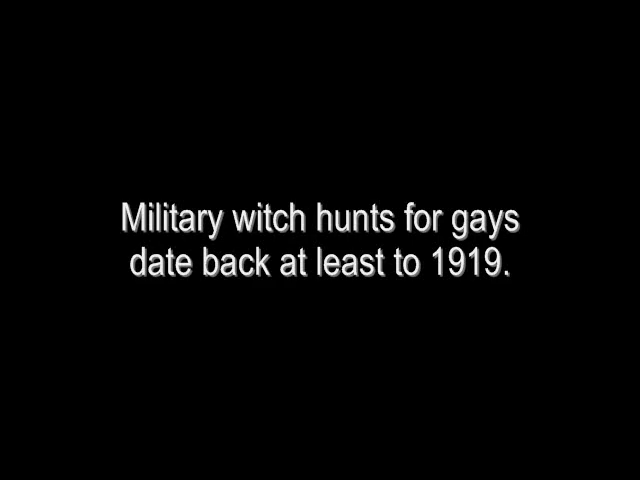 Military witch hunts for gays
date back at least to 1919.